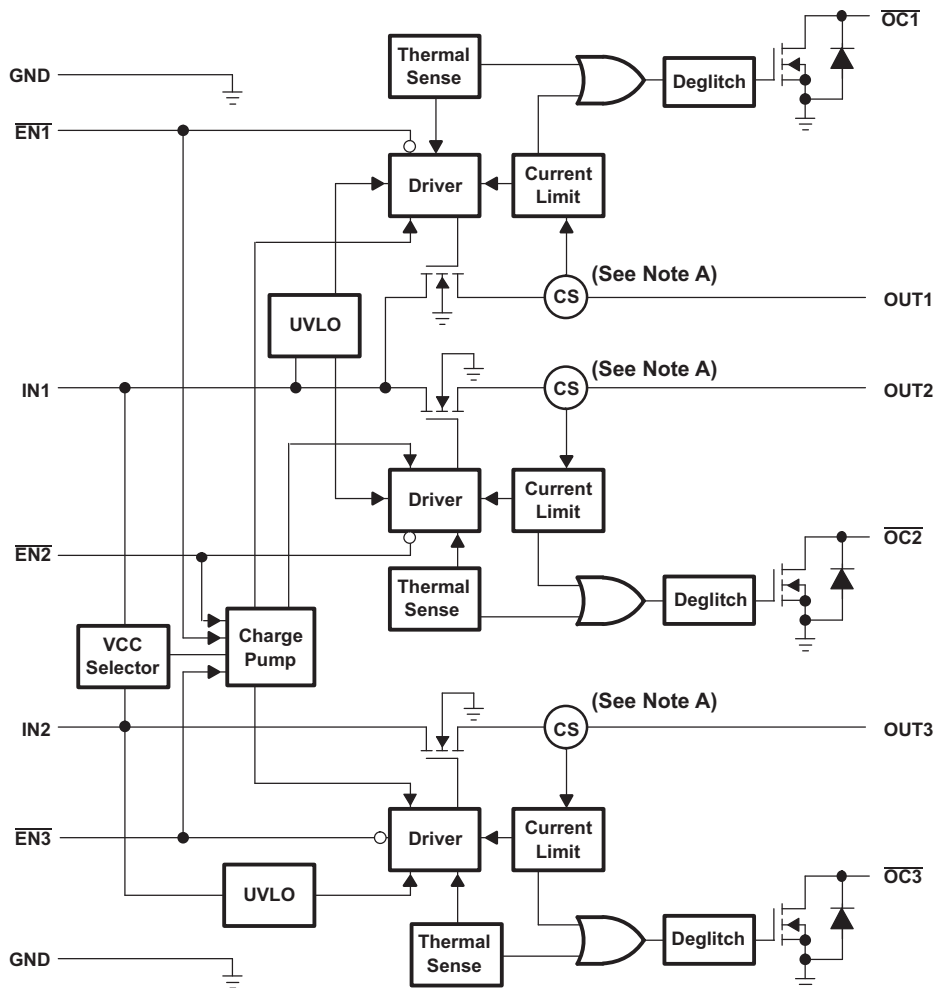 OC1
Thermal
Sense
GND
Deglitch
EN1
Driver
Current
Limit
(See Note A)
CS
OUT1
UVLO
(See Note A)
IN1
CS
OUT2
Driver
Current
Limit
EN2
OC2
Thermal
Sense
Deglitch
VCC
Selector
Charge
Pump
(See Note A)
IN2
CS
OUT3
EN3
Driver
Current
Limit
UVLO
OC3
Thermal
Sense
Deglitch
GND